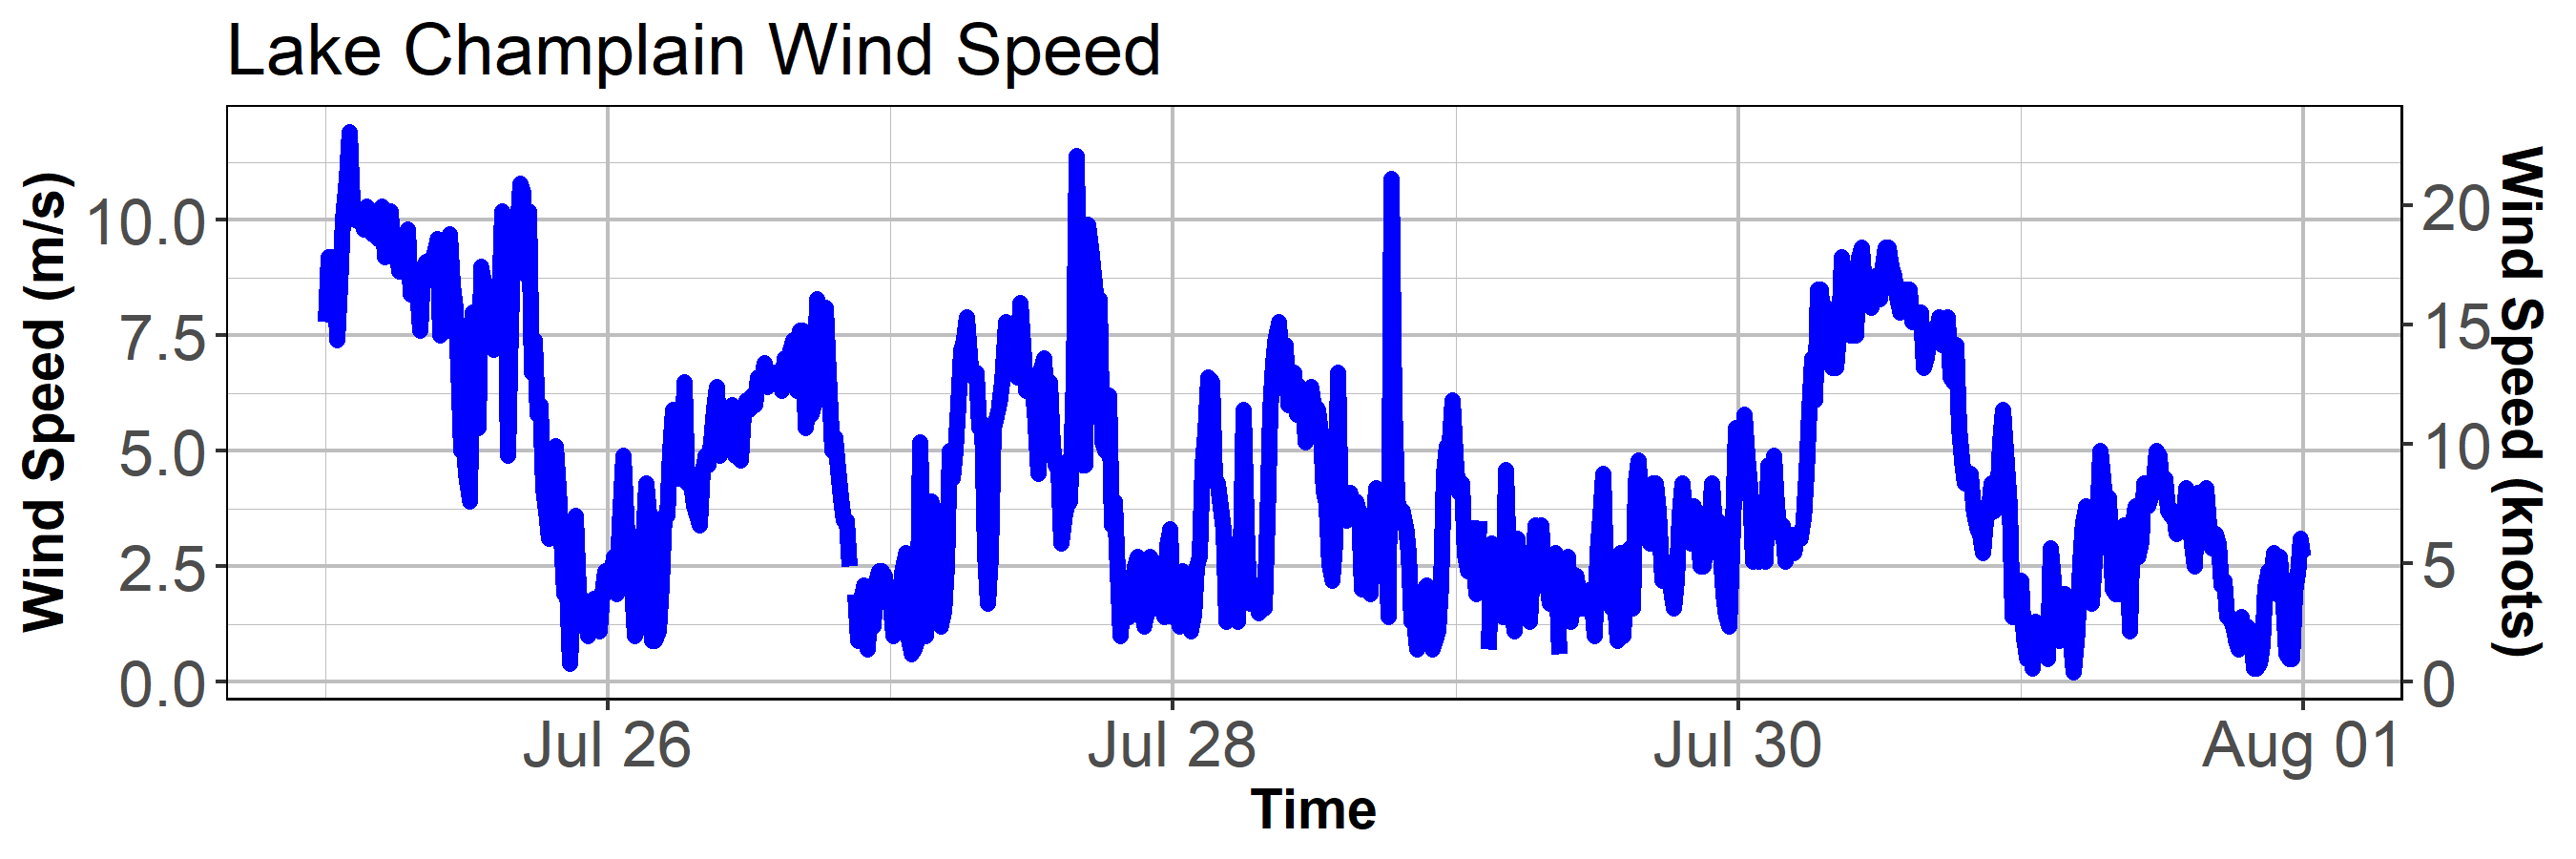 Lake Champlain Wind Speed
Wind Speed (m/s)
10.0
7.5
5.0
2.5
0.0
20
15
10
5
0
Wind Speed (knots)
Jul 26
Jul 28
Jul 30
Aug 01
Time